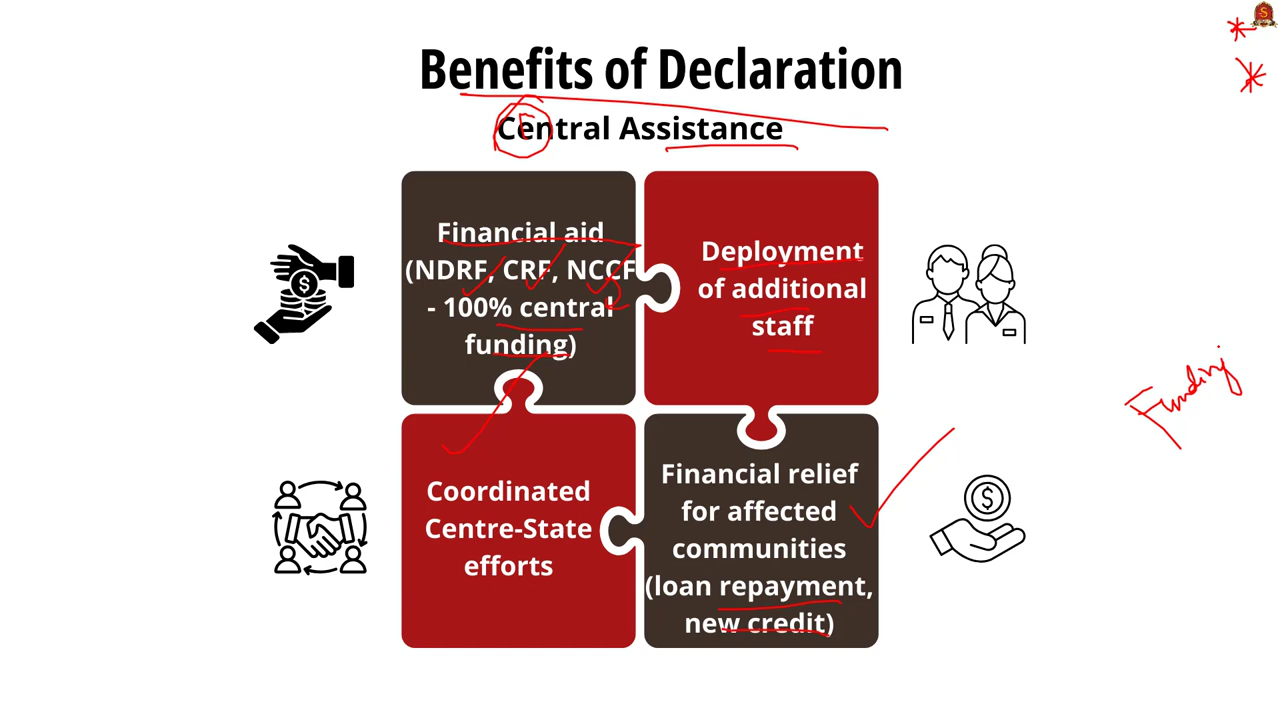 Benefits of Declaration
Central Assistance
Financial aid
(NDRF, CRF, NCCF
- 100% central
funding)
Deployment
of additional
staff
Coordinated
Centre-State
efforts
Financial relief
for affected
communities
(loan repayment,
new credit)
Funding